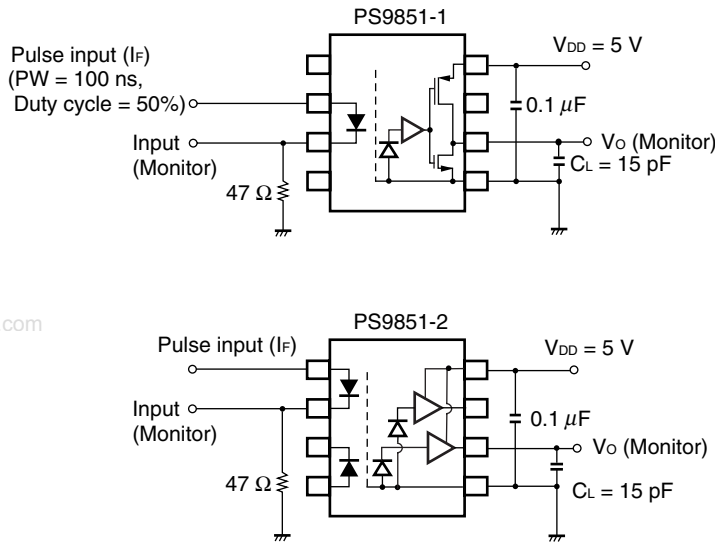 PS9851-1
Pulse input (IF)
(PW = 100 ns,
Duty cycle = 50%)
Input
(Monitor)
47 Ω
VDD = 5 V
0.1 μF
VO (Monitor)
CL = 15 pF
.com
PS9851-2
Pulse input (IF)
Input
(Monitor)
47 Ω
VDD = 5 V
0.1 μF
VO (Monitor)
CL = 15 pF